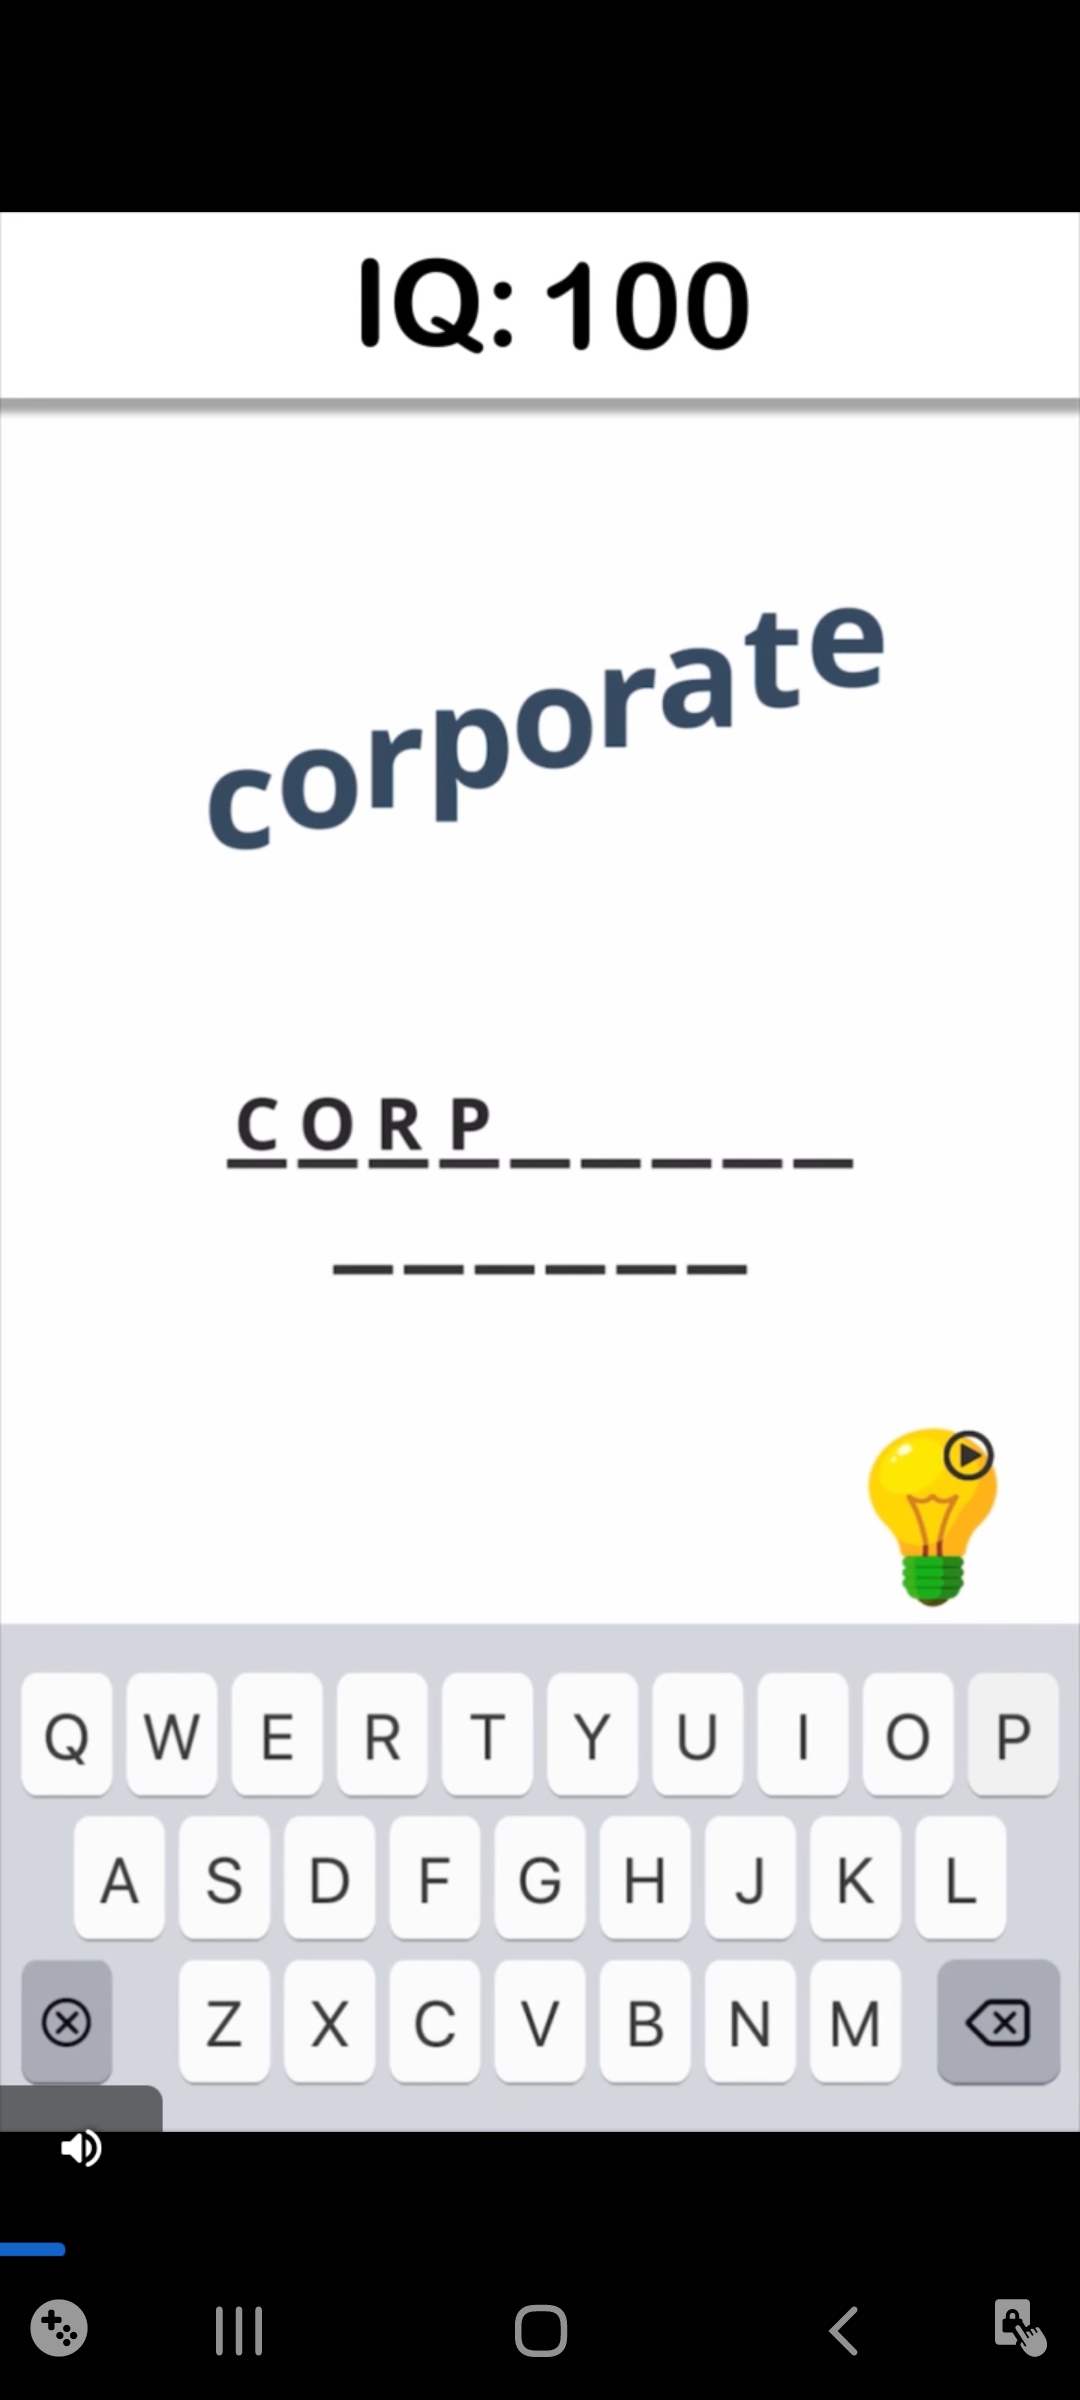 IQ: 100
corporate
C O R P _ _ _ _ _
_ _ _ _ _ _
Q W E R T Y U I O P
A S D F G H J K L
Z X C V B N M